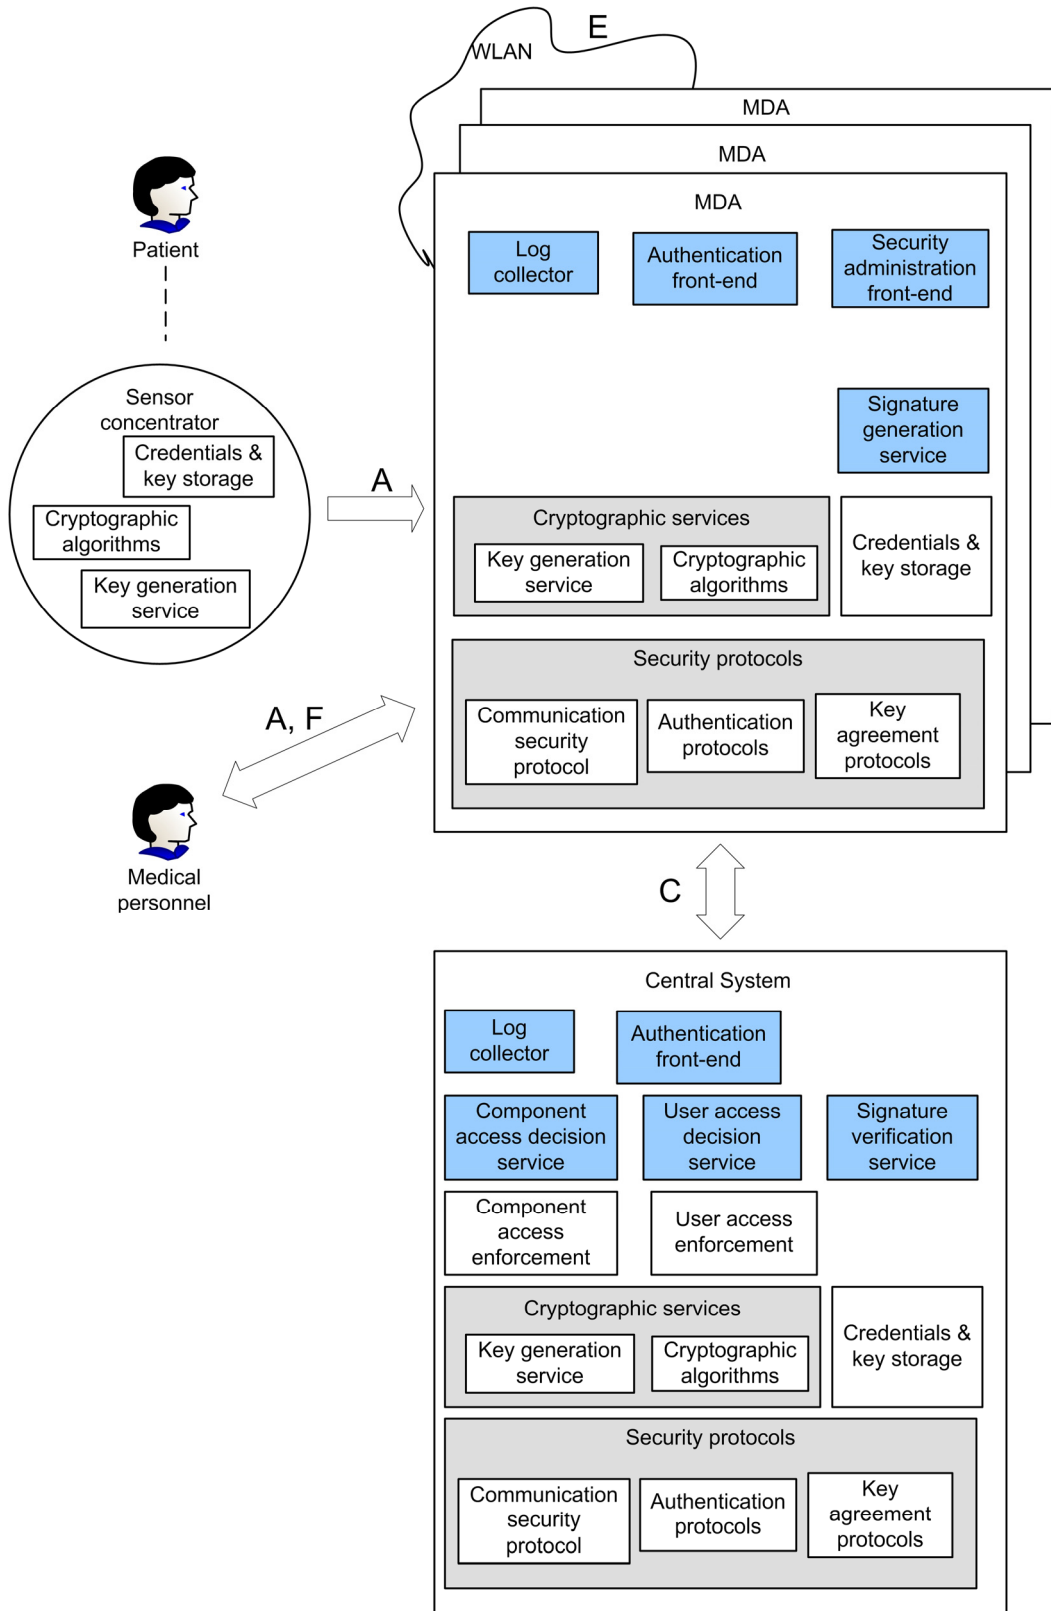 E
WLAN
MDA
MDA
MDA
Patient
Log
collector
Authentication
front-end
Security
administration
front-end
Sensor
concentrator
Credentials &
key storage
Cryptographic
algorithms
Key generation
service
A
Signature
generation
service
Cryptographic services
Key generation
service
Cryptographic
algorithms
Credentials &
key storage
Security protocols
Communication
security
protocol
Authentication
protocols
Key
agreement
protocols
A, F
Medical
personnel
C
Central System
Log
collector
Authentication
front-end
Component
access decision
service
User access
decision
service
Signature
verification
service
Component
access
enforcement
User access
enforcement
Cryptographic services
Key generation
service
Cryptographic
algorithms
Credentials &
key storage
Security protocols
Communication
security
protocol
Authentication
protocols
Key
agreement
protocols